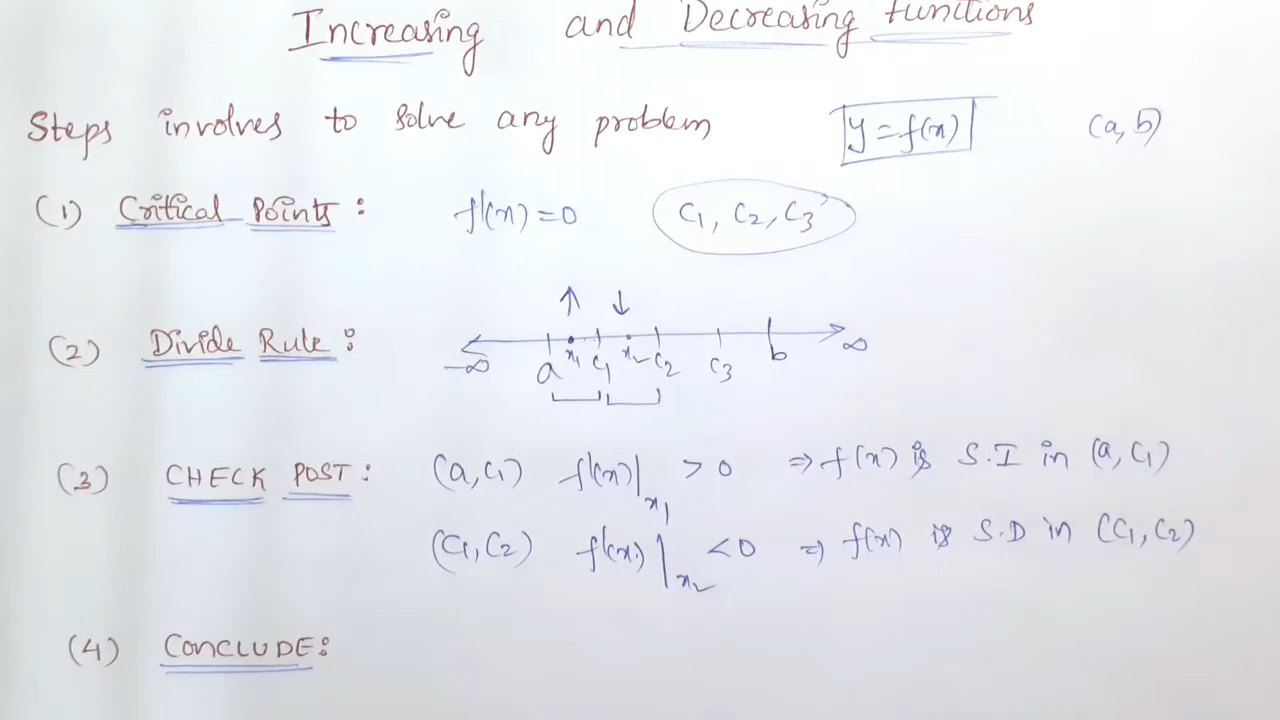 Increasing and Decreasing functions
Steps involves to solve any problem y=f(x) (a, b)
(1) Critical Points: f'(x)=0 C1, C2, C3
↑ ↓
(2) Divide Rule: -∞ a x1 C1 x2 C2 C3 b ∞
(3) CHECK POST: (a, C1) f'(x)|x1 >0 ⇒ f(x) is S.I in (a, C1)
(C1, C2) f'(x)|x2 <0 ⇒ f(x) is S.D in (C1, C2)
(4) CONCLUDE: